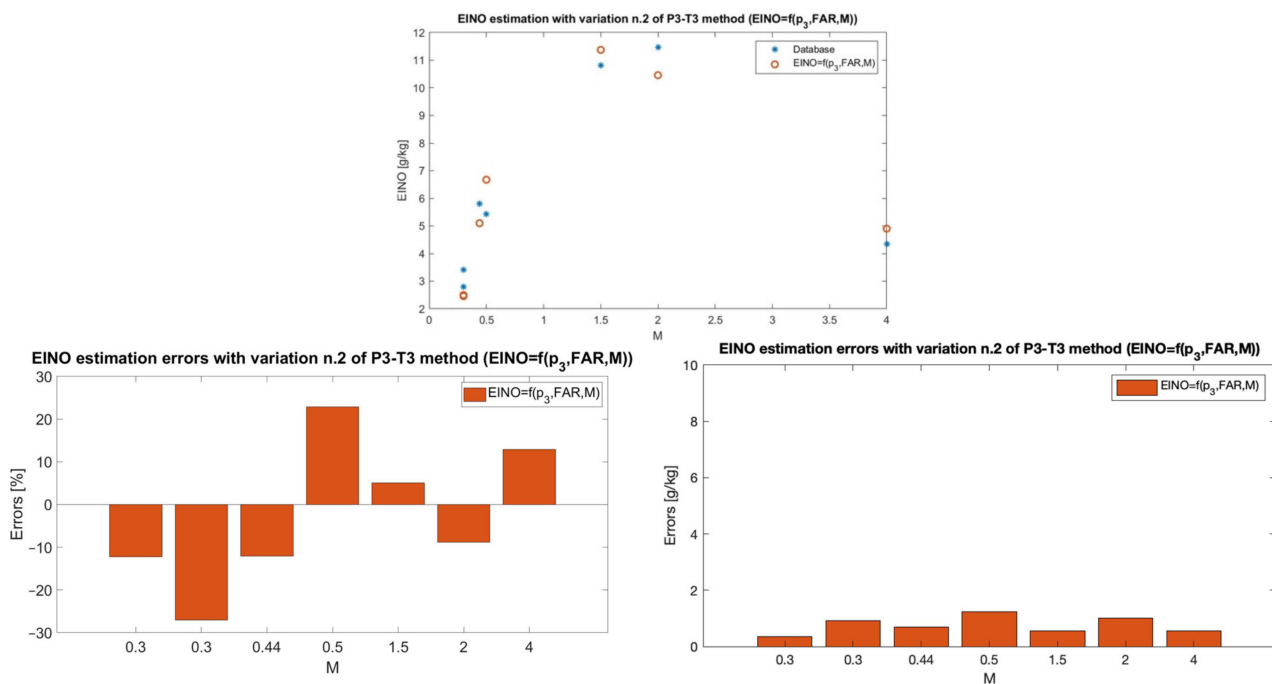 EINO estimation with variation n.2 of P3-T3 method (EINO=f(p3,FAR,M))
12
11
10
9
8
7
6
5
4
3
2
EINO [g/kg]
Database
EINO=f(p3,FAR,M)
0 0.5 1 1.5 2 2.5 3 3.5 4
M
EINO estimation errors with variation n.2 of P3-T3 method (EINO=f(p3,FAR,M))
30
20
10
0
−10
−20
−30
Errors [%]
EINO=f(p3,FAR,M)
0.3 0.3 0.44 0.5 1.5 2 4
M
EINO estimation errors with variation n.2 of P3-T3 method (EINO=f(p3,FAR,M))
10
8
6
4
2
0
Errors [g/kg]
EINO=f(p3,FAR,M)
0.3 0.3 0.44 0.5 1.5 2 4
M